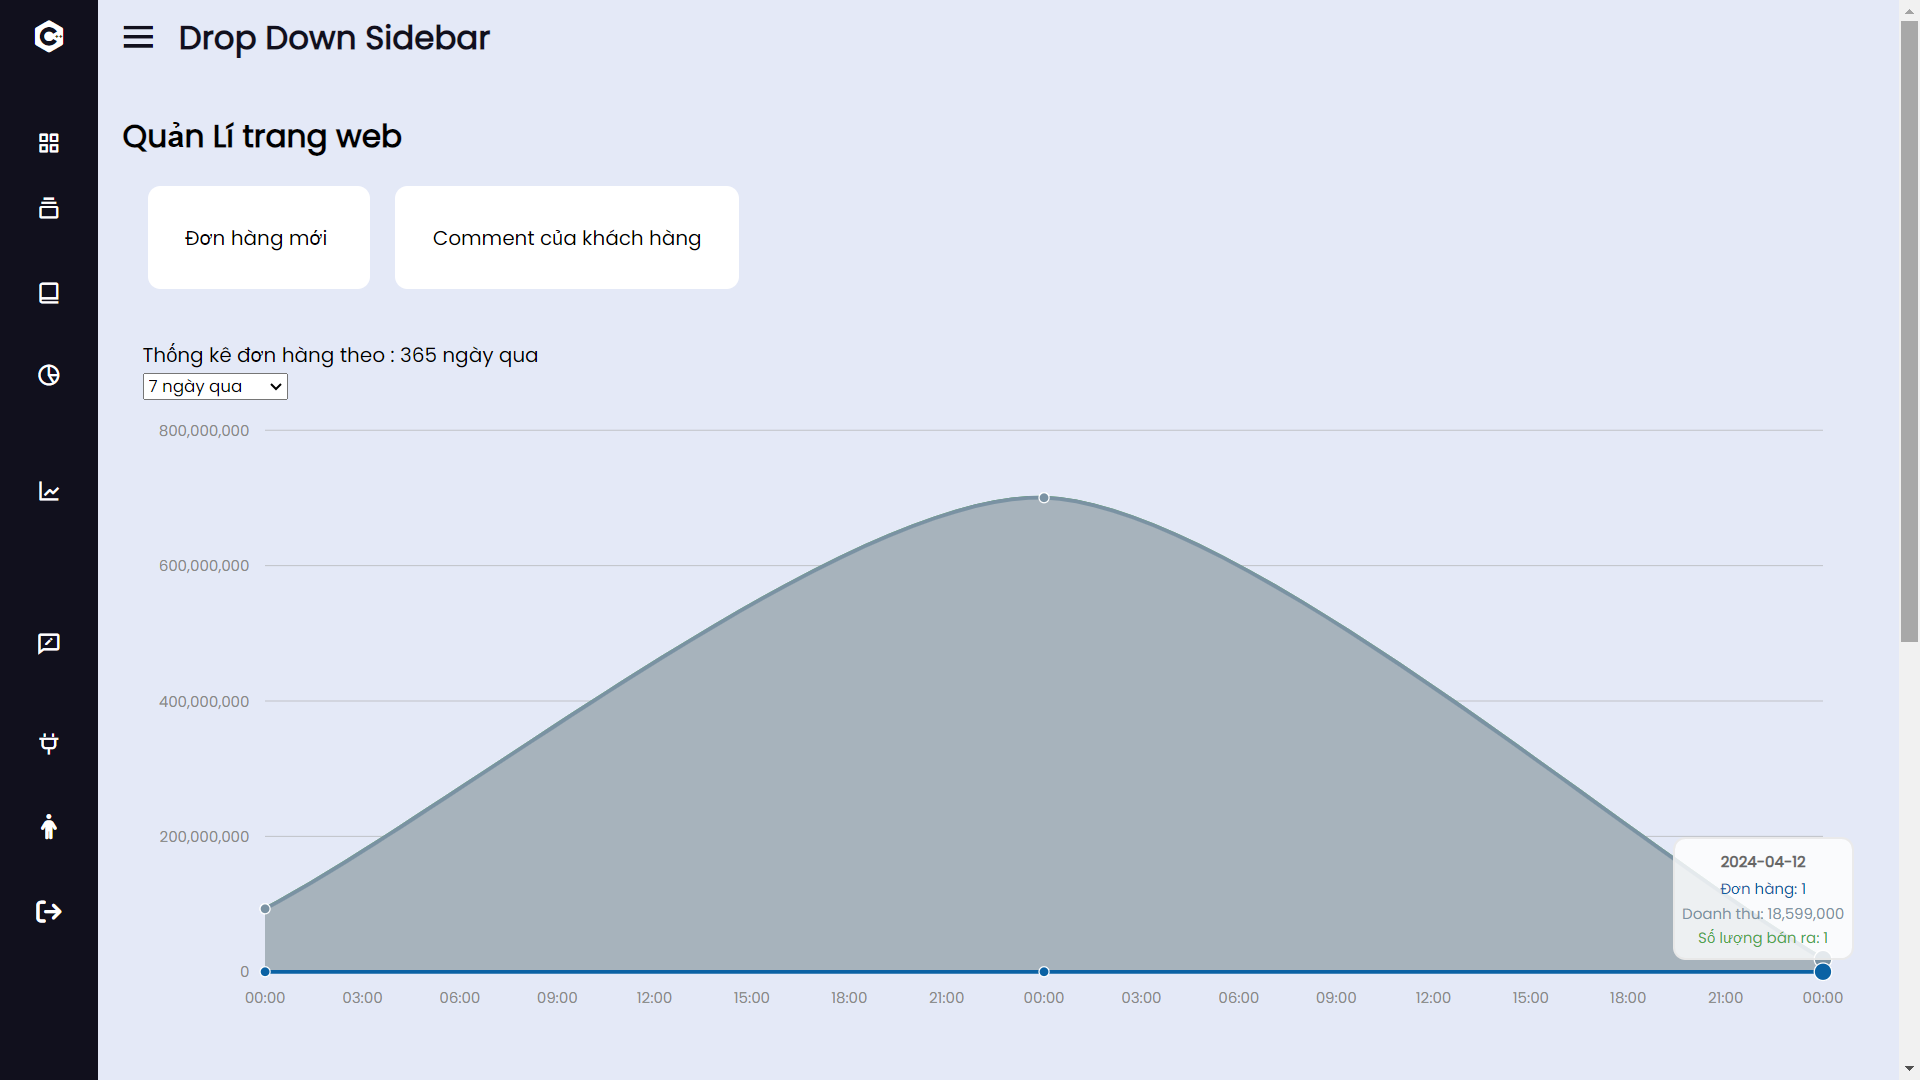 Drop Down Sidebar
Quản Lí trang web
Đơn hàng mới
Comment của khách hàng
Thống kê đơn hàng theo : 365 ngày qua
7 ngày qua
800,000,000
600,000,000
400,000,000
200,000,000
0
2024-04-12
Đơn hàng: 1
Doanh thu: 18,599,000
Số lượng bán ra: 1
00:00 03:00 06:00 09:00 12:00 15:00 18:00 21:00 00:00 03:00 06:00 09:00 12:00 15:00 18:00 21:00 00:00